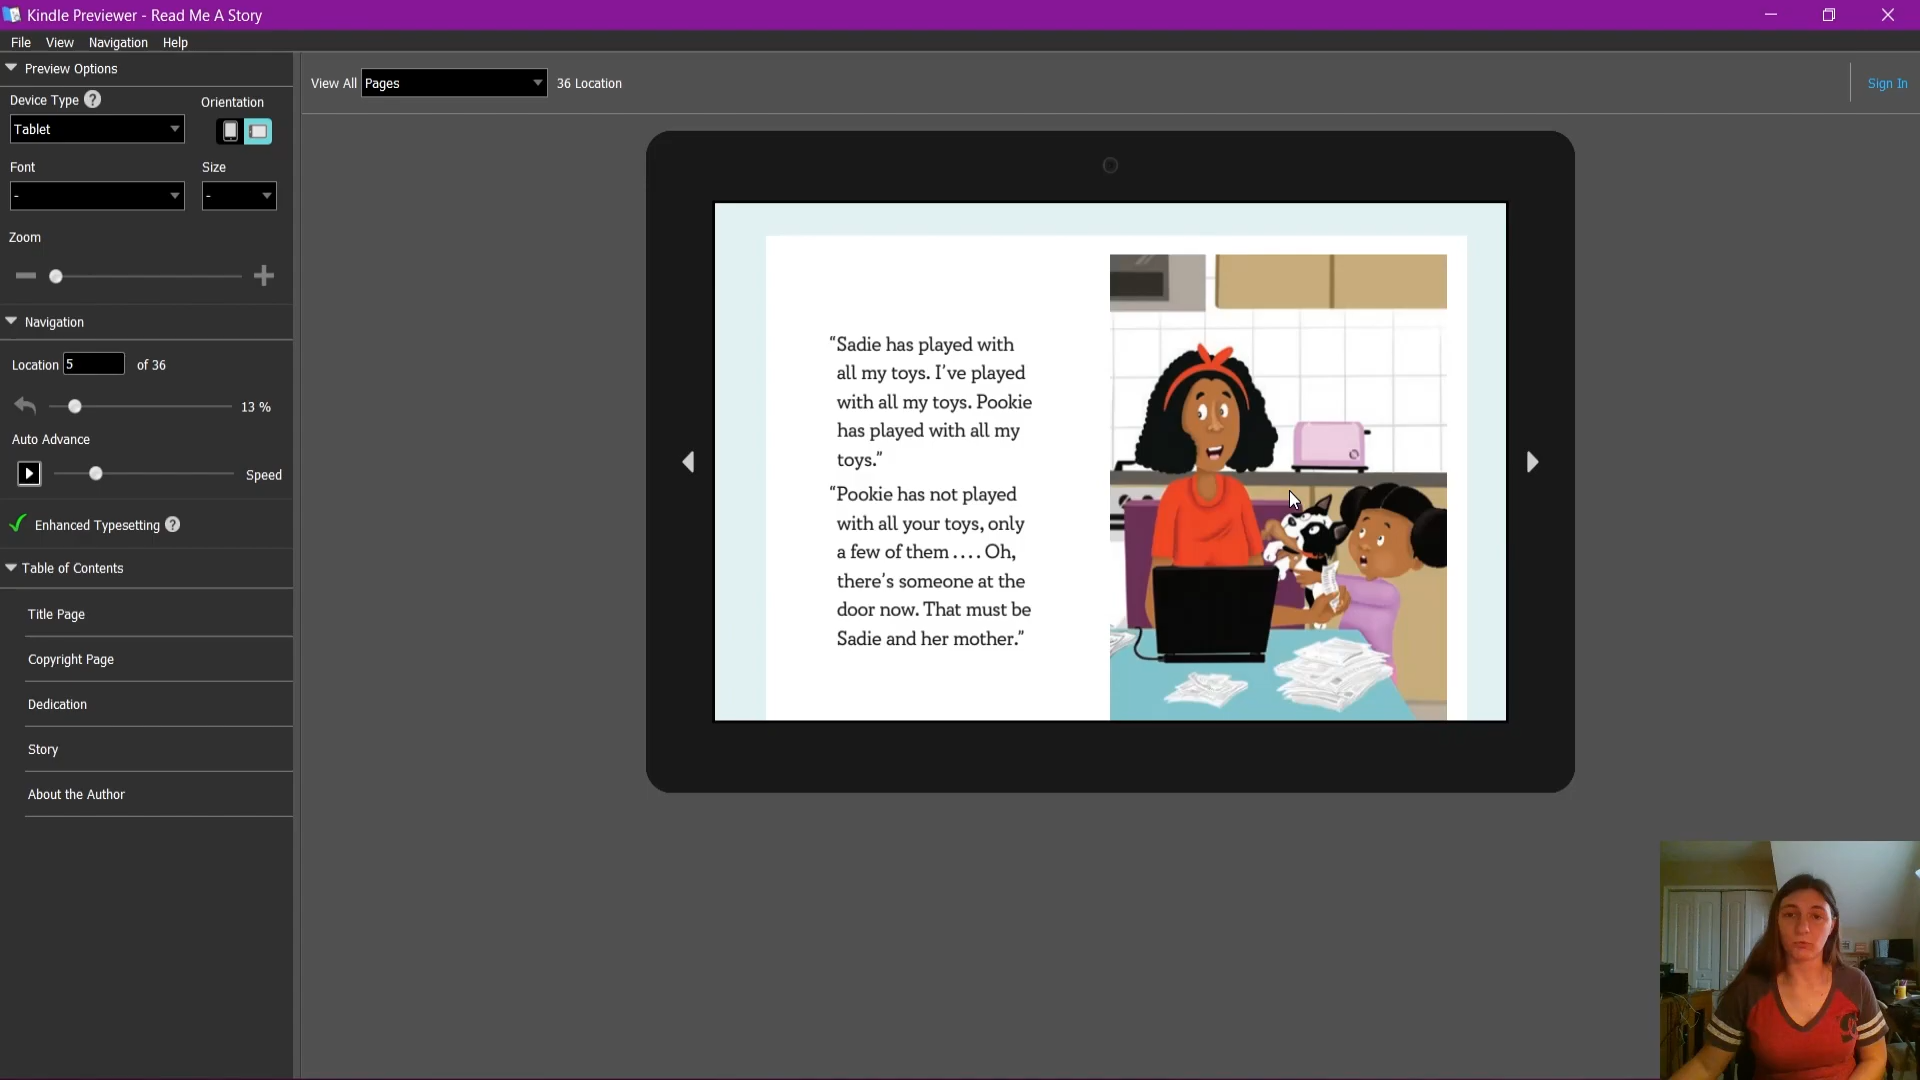 Kindle Previewer - Read Me A Story
File View Navigation Help
Preview Options
Device Type ?
Orientation
Tablet
Font
Size
-
-
Zoom
Navigation
Location 5 of 36
13 %
Auto Advance
Speed
Enhanced Typesetting ?
Table of Contents
Title Page
Copyright Page
Dedication
Story
About the Author
View All Pages 36 Location
Sign In
“Sadie has played with
all my toys. I’ve played
with all my toys. Pookie
has played with all my
toys.”
“Pookie has not played
with all your toys, only
a few of them . . . . Oh,
there’s someone at the
door now. That must be
Sadie and her mother.”